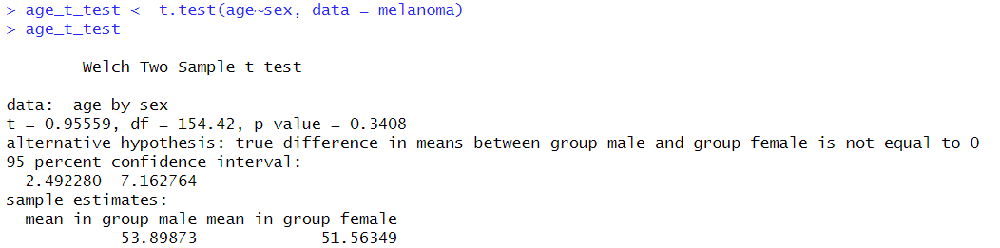 > age_t_test <- t.test(age~sex, data = melanoma)
> age_t_test
Welch Two Sample t-test
data:  age by sex
t = 0.95559, df = 154.42, p-value = 0.3408
alternative hypothesis: true difference in means between group male and group female is not equal to 0
95 percent confidence interval:
 -2.492280  7.162764
sample estimates:
  mean in group male mean in group female
            53.89873             51.56349